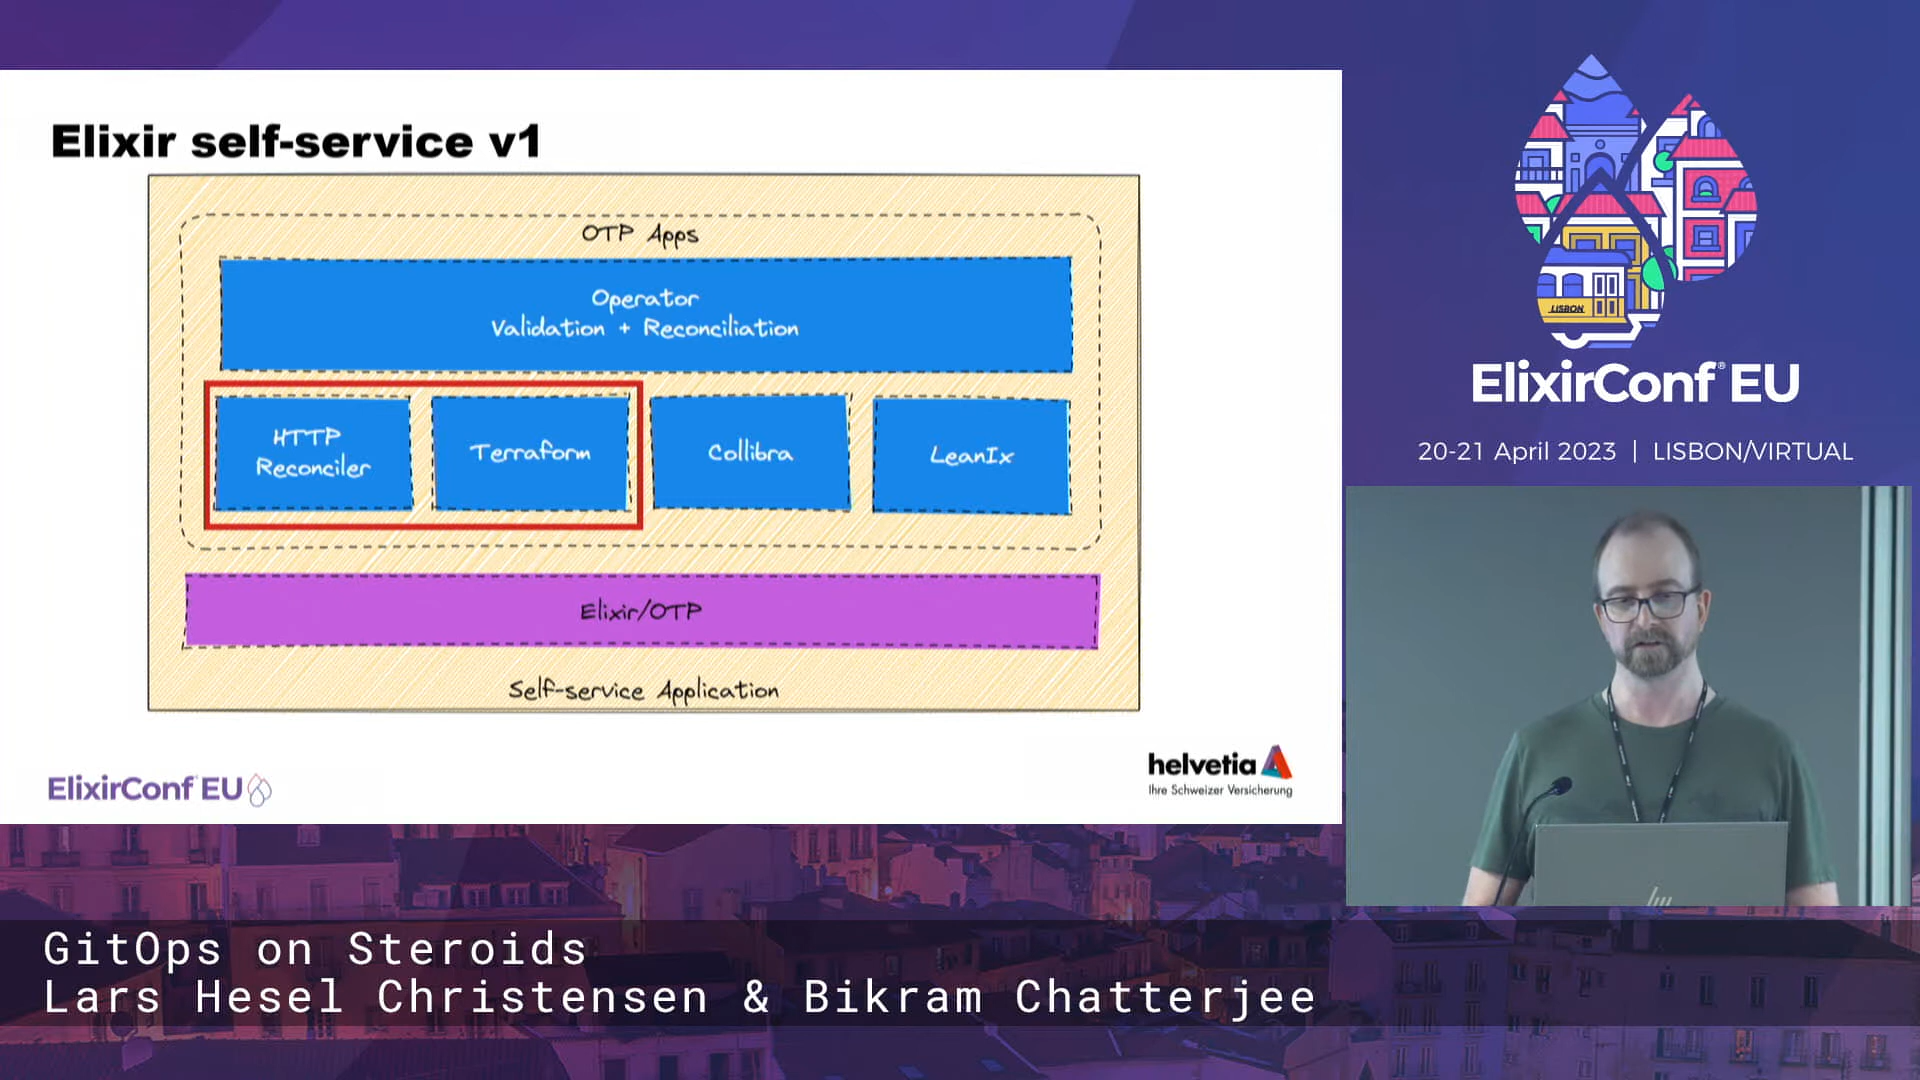 Elixir self-service v1
OTP Apps
Operator
Validation + Reconciliation
HTTP
Reconciler
Terraform
Collibra
LeanIx
Elixir/OTP
Self-service Application
ElixirConf EU
helvetia
Ihre Schweizer Versicherung
LISBON
ElixirConf® EU
20-21 April 2023 | LISBON/VIRTUAL
hp
GitOps on Steroids
Lars Hesel Christensen & Bikram Chatterjee